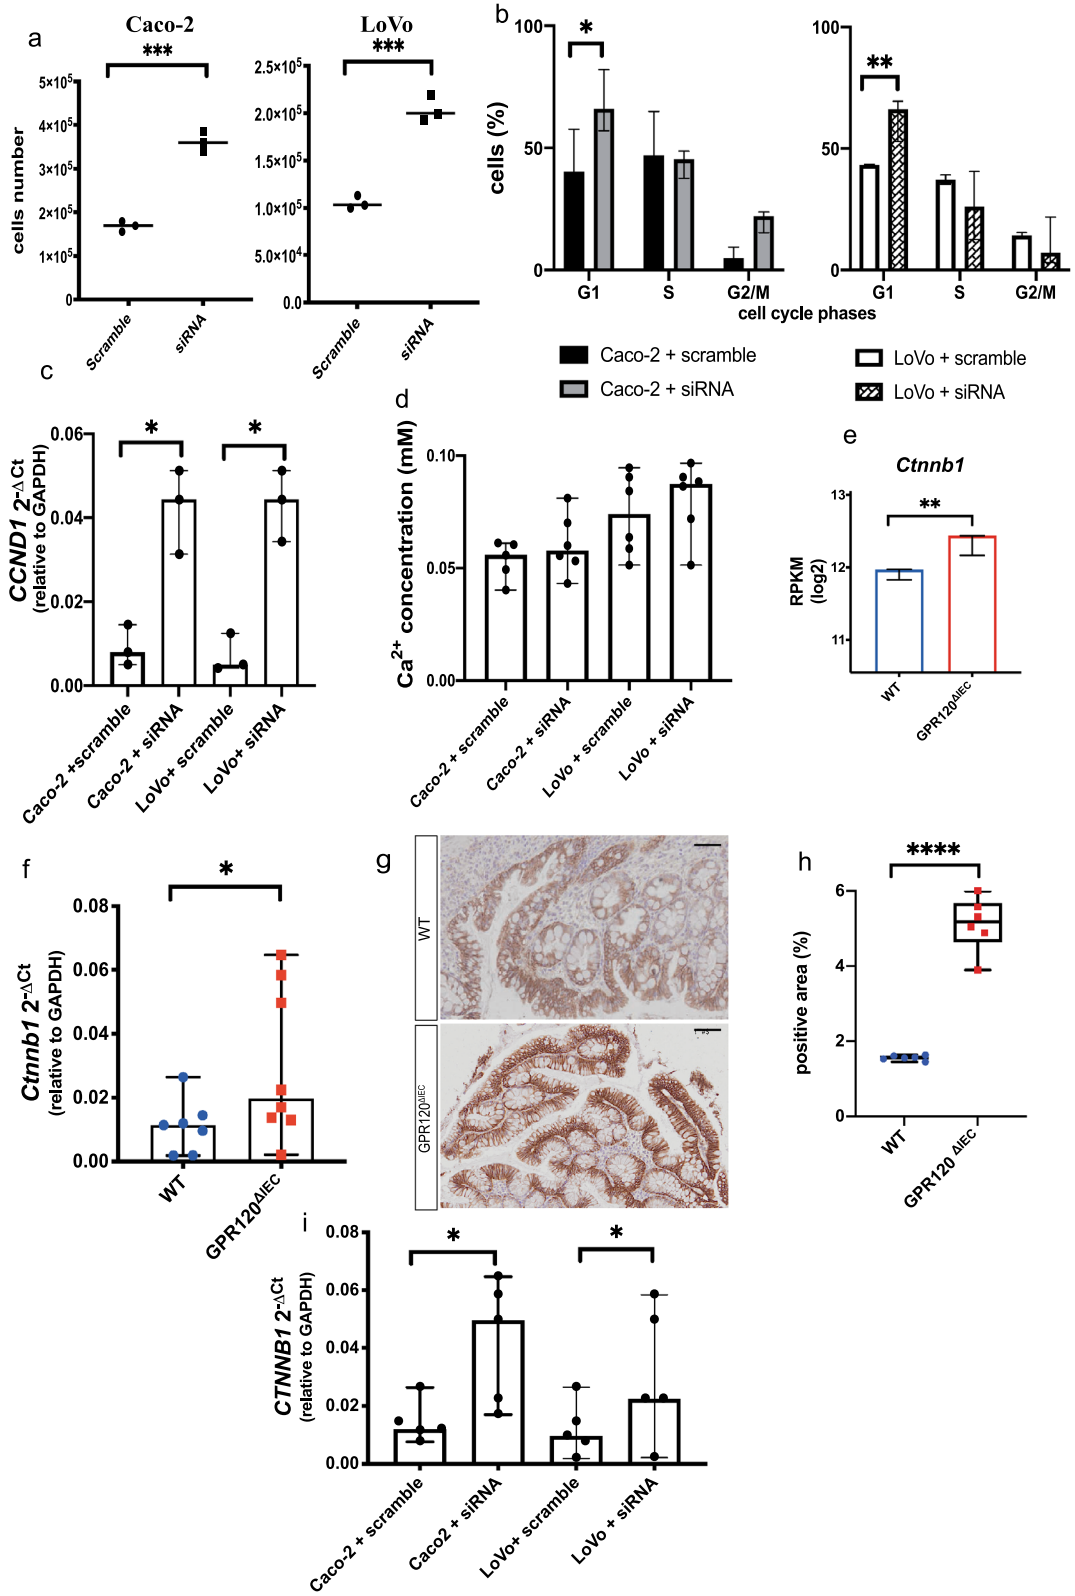 a
Caco-2
***
cells number
5×10⁵
4×10⁵
3×10⁵
2×10⁵
1×10⁵
0
Scramble
siRNA
LoVo
***
2.5×10⁵
2.0×10⁵
1.5×10⁵
1.0×10⁵
5.0×10⁴
0.0
Scramble
siRNA
b
cells (%)
100
50
0
*
G1
S
G2/M
100
50
0
**
G1
S
G2/M
cell cycle phases
Caco-2 + scramble
Caco-2 + siRNA
LoVo + scramble
LoVo + siRNA
c
CCND1 2-ΔCt
(relative to GAPDH)
0.06
0.04
0.02
0.00
*
*
Caco-2 +scramble
Caco-2 + siRNA
LoVo+ scramble
LoVo+ siRNA
d
Ca2+ concentration (mM)
0.10
0.05
0.00
Caco-2 + scramble
Caco-2 + siRNA
LoVo + scramble
LoVo + siRNA
e
Ctnnb1
RPKM
(log2)
13
12
11
**
WT
GPR120ΔIEC
f
Ctnnb1 2-ΔCt
(relative to GAPDH)
0.08
0.06
0.04
0.02
0.00
*
WT
GPR120ΔIEC
g
WT
GPR120ΔIEC
h
positive area (%)
6
4
2
0
****
WT
GPR120 ΔIEC
i
CTNNB1 2-ΔCt
(relative to GAPDH)
0.08
0.06
0.04
0.02
0.00
*
*
Caco-2 + scramble
Caco2 + siRNA
LoVo+ scramble
LoVo + siRNA